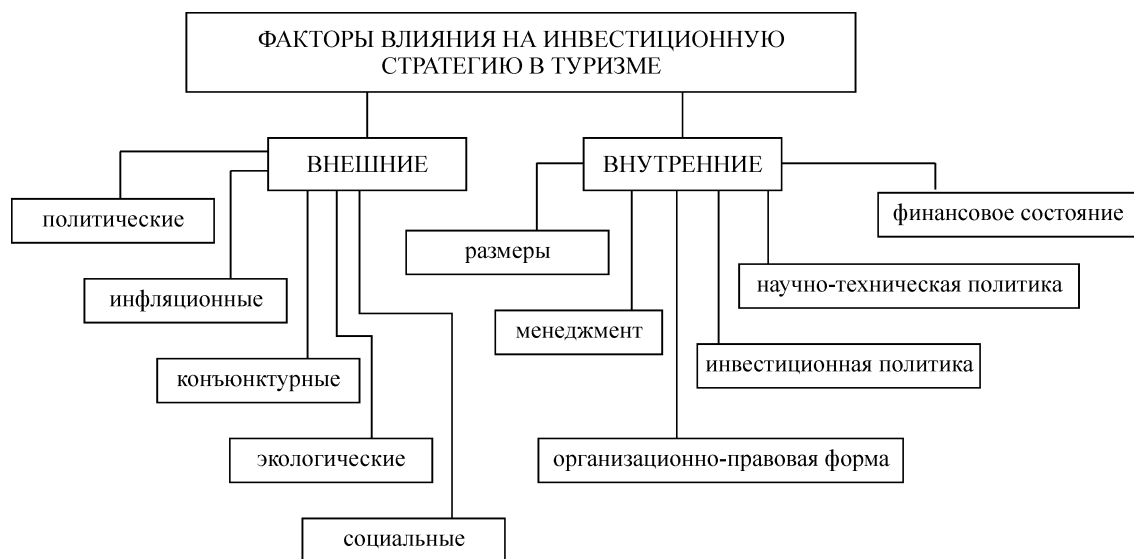 ФАКТОРЫ ВЛИЯНИЯ НА ИНВЕСТИЦИОННУЮ
СТРАТЕГИЮ В ТУРИЗМЕ
ВНЕШНИЕ
политические
инфляционные
конъюнктурные
экологические
социальные
ВНУТРЕННИЕ
размеры
менеджмент
организационно-правовая форма
инвестиционная политика
научно-техническая политика
финансовое состояние